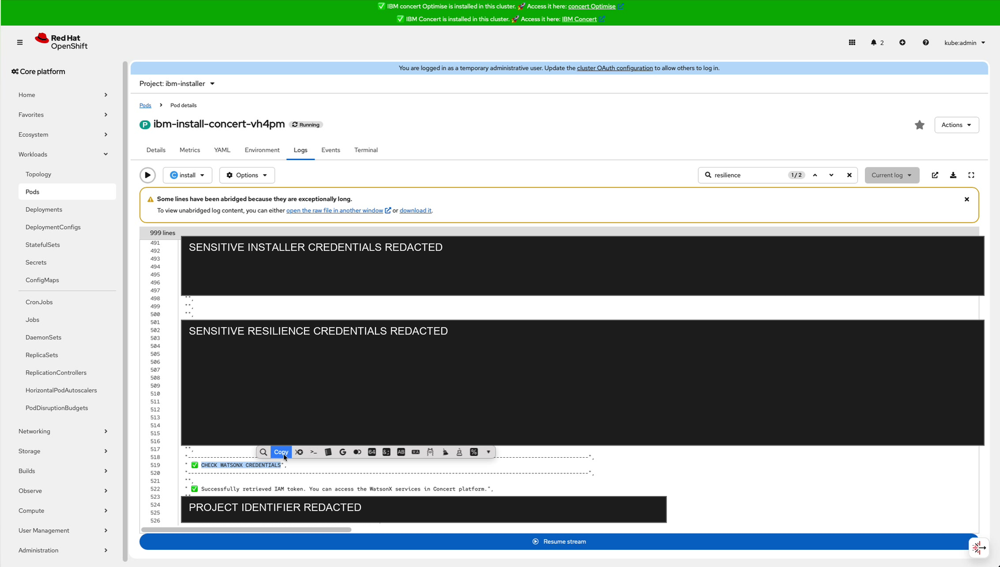 ✅ IBM concert Optimise is installed in this cluster. 🚀 Access it here: concert Optimise
✅ IBM Concert is installed in this cluster. 🚀 Access it here: IBM Concert
Red Hat
OpenShift
2
kube:admin
Core platform
Home
Favorites
Ecosystem
Workloads
Topology
Pods
Deployments
DeploymentConfigs
StatefulSets
Secrets
ConfigMaps
CronJobs
Jobs
DaemonSets
ReplicaSets
ReplicationControllers
HorizontalPodAutoscalers
PodDisruptionBudgets
Networking
Storage
Builds
Observe
Compute
User Management
Administration
You are logged in as a temporary administrative user. Update the cluster OAuth configuration to allow others to log in.
Project: ibm-installer
Pods > Pod details
P ibm-install-concert-vh4pm Running
Actions
Details Metrics YAML Environment Logs Events Terminal
C install
Options
resilience 1/2
Current log
Some lines have been abridged because they are exceptionally long.
To view unabridged log content, you can either open the raw file in another window or download it.
999 lines
491
SENSITIVE INSTALLER CREDENTIALS REDACTED
492
493
494
495
496
497
498 "",
499 "",
500 "",
501
502 SENSITIVE RESILIENCE CREDENTIALS REDACTED
503
504
505
506
507
508
509
510
511
512
513
514
515
516
517 "",
Copy
518
519 " ✅ CHECK WATSONX CREDENTIALS",
520
521 "",
522 " ✅ Successfully retrieved IAM token. You can access the WatsonX services in Concert platform.",
523
524 PROJECT IDENTIFIER REDACTED
525
526
Resume stream